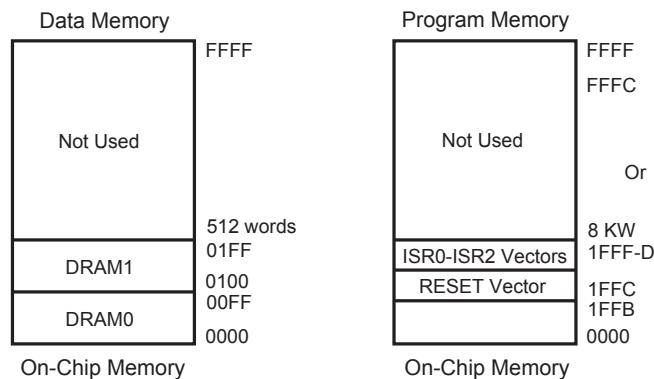 Data Memory
FFFF
Not Used
512 words
01FF
DRAM1
0100
00FF
DRAM0
0000
On-Chip Memory
Program Memory
FFFF
FFFC
Not Used
Or
8 KW
ISR0-ISR2 Vectors
1FFF-D
RESET Vector
1FFC
1FFB
0000
On-Chip Memory